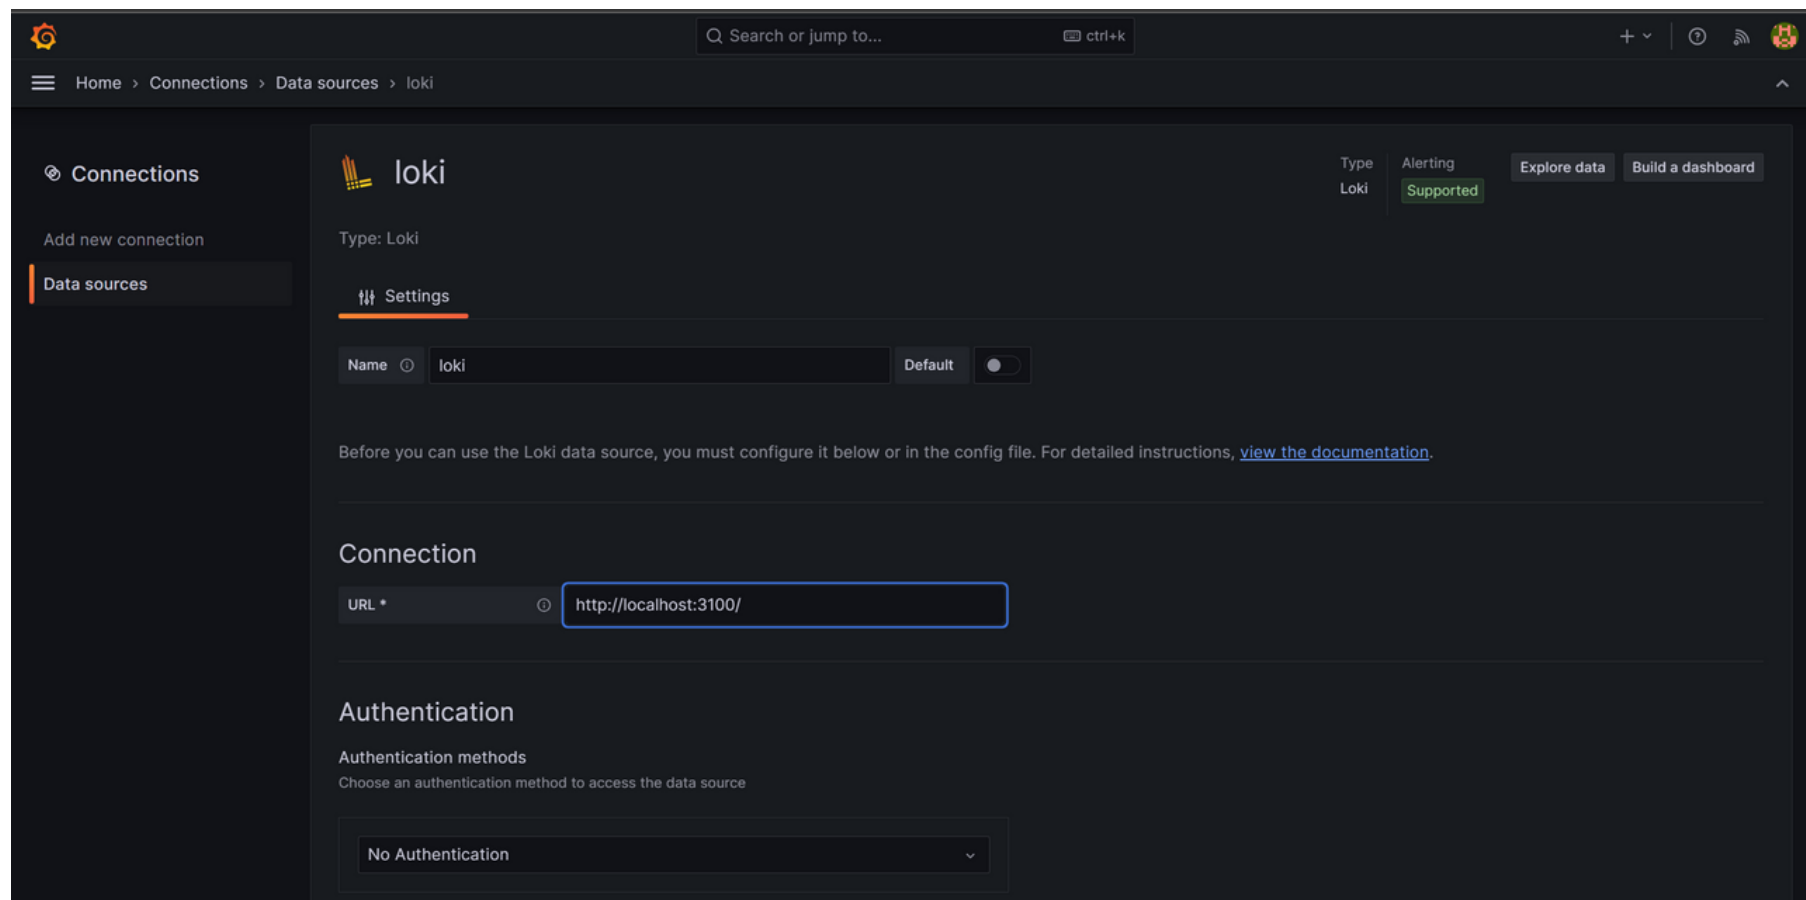 Search or jump to... ctrl+k
Home › Connections › Data sources › loki
Connections
Add new connection
Data sources
loki
Type
Loki
Alerting
Supported
Explore data
Build a dashboard
Type: Loki
Settings
Name
loki
Default
Before you can use the Loki data source, you must configure it below or in the config file. For detailed instructions, view the documentation.
Connection
URL *
http://localhost:3100/
Authentication
Authentication methods
Choose an authentication method to access the data source
No Authentication